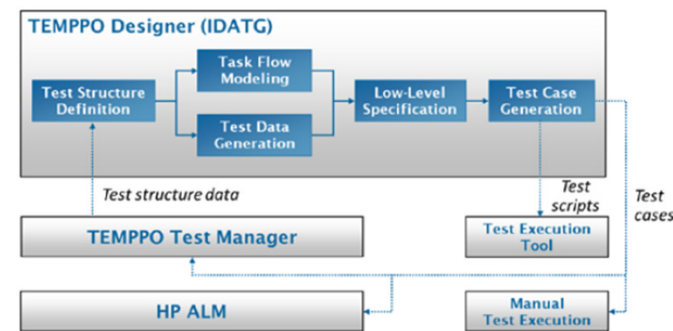 TEMPPO Designer (IDATG)
Task Flow
Modeling
Test Structure
Definition
Low-Level
Specification
Test Case
Generation
Test Data
Generation
Test structure data
Test
scripts
Test
cases
TEMPPO Test Manager
Test Execution
Tool
HP ALM
Manual
Test Execution